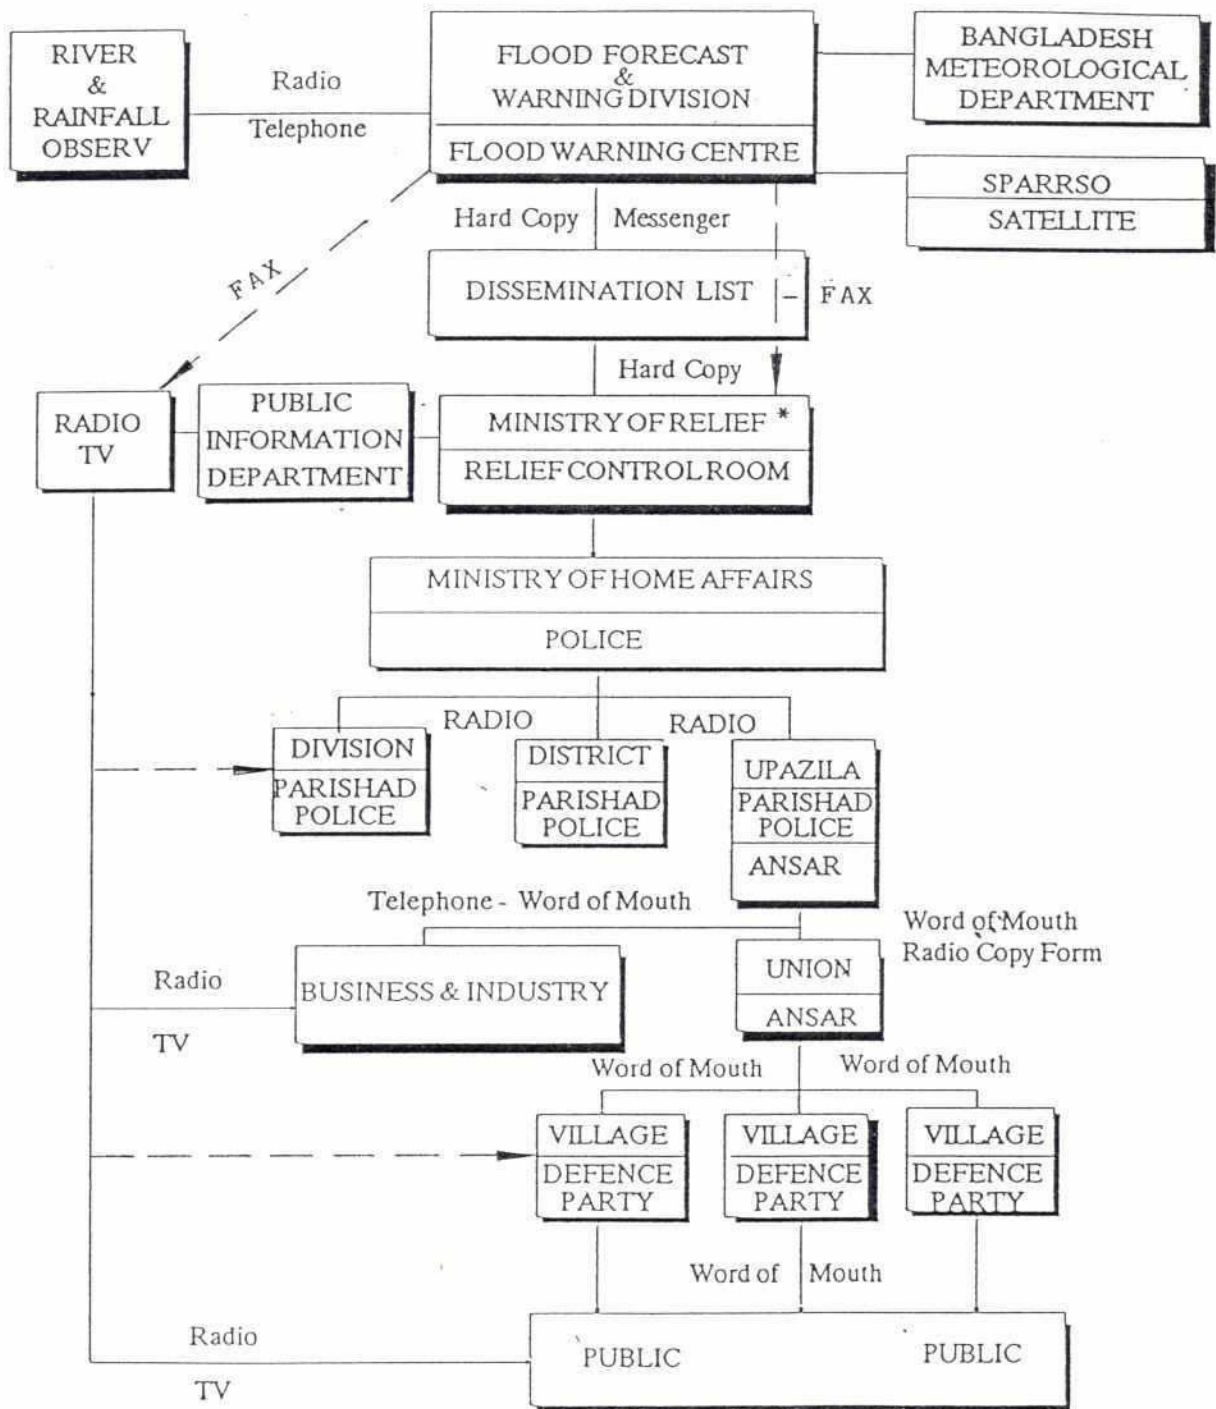 RIVER
&
RAINFALL
OBSERV
Radio
Telephone
FLOOD FORECAST
&
WARNING DIVISION
FLOOD WARNING CENTRE
BANGLADESH
METEOROLOGICAL
DEPARTMENT
SPARRSO
SATELLITE
Hard Copy
Messenger
FAX
DISSEMINATION LIST
FAX
Hard Copy
RADIO
TV
PUBLIC
INFORMATION
DEPARTMENT
MINISTRY OF RELIEF *
RELIEF CONTROL ROOM
MINISTRY OF HOME AFFAIRS
POLICE
RADIO
RADIO
DIVISION
PARISHAD
POLICE
DISTRICT
PARISHAD
POLICE
UPAZILA
PARISHAD
POLICE
ANSAR
Telephone - Word of Mouth
Word of Mouth
Radio Copy Form
Radio
TV
BUSINESS & INDUSTRY
UNION
ANSAR
Word of Mouth
Word of Mouth
VILLAGE
DEFENCE
PARTY
VILLAGE
DEFENCE
PARTY
VILLAGE
DEFENCE
PARTY
Word of Mouth
Radio
TV
PUBLIC
PUBLIC